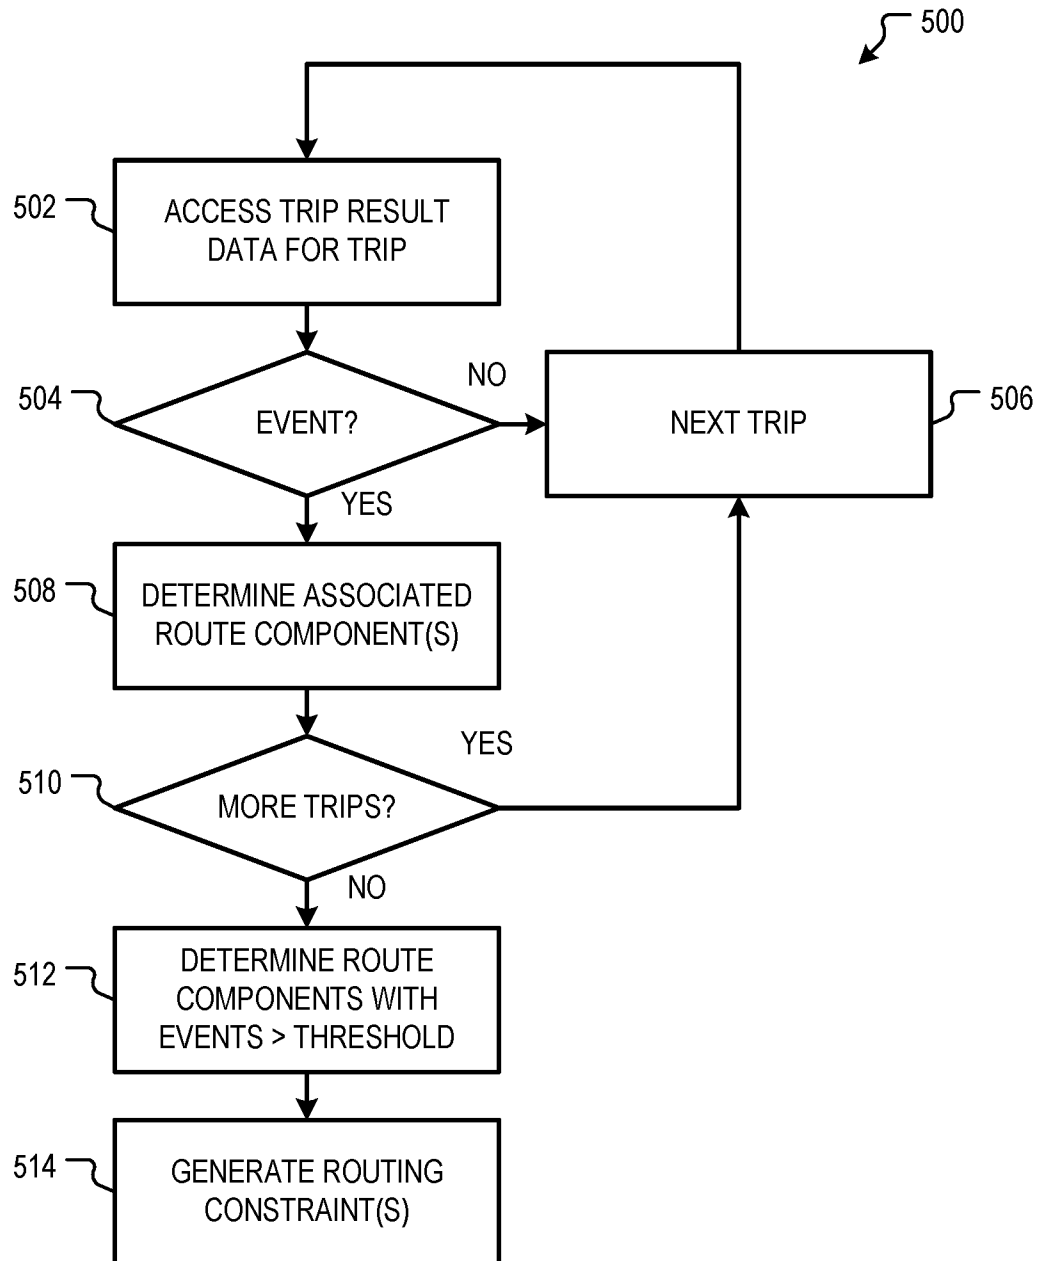 500
502
ACCESS TRIP RESULT
DATA FOR TRIP
504
EVENT?
NO
NEXT TRIP
506
YES
508
DETERMINE ASSOCIATED
ROUTE COMPONENT(S)
YES
510
MORE TRIPS?
NO
512
DETERMINE ROUTE
COMPONENTS WITH
EVENTS > THRESHOLD
514
GENERATE ROUTING
CONSTRAINT(S)